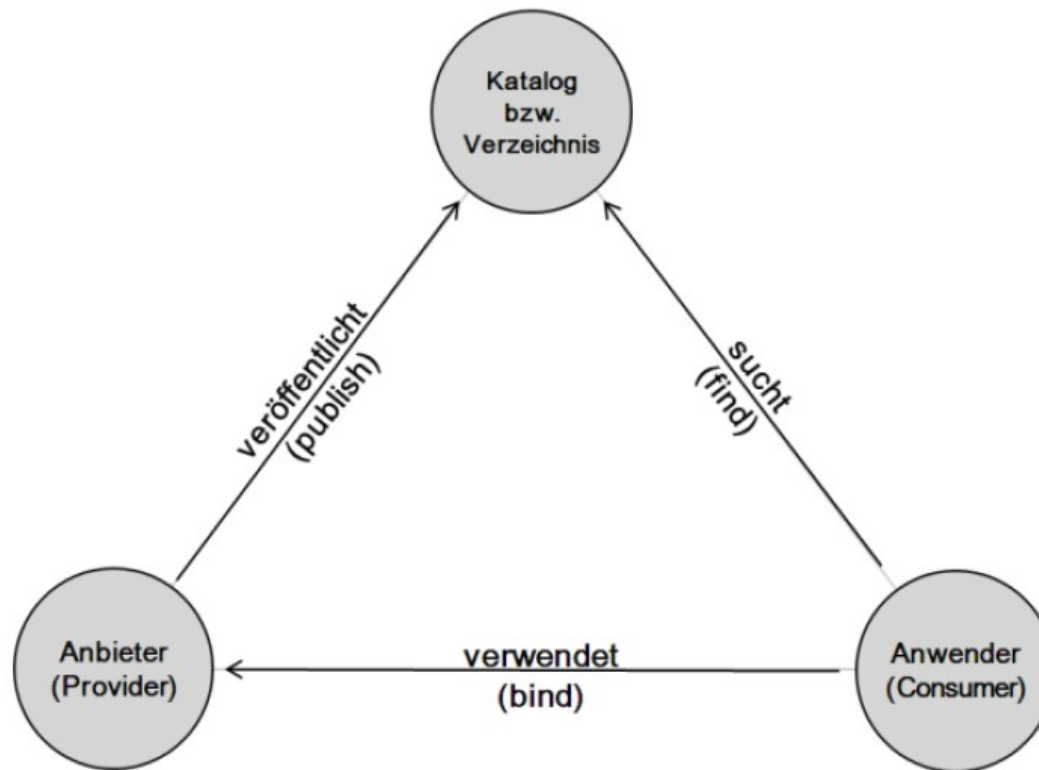 Katalog
bzw.
Verzeichnis
veröffentlicht
(publish)
sucht
(find)
Anbieter
(Provider)
verwendet
(bind)
Anwender
(Consumer)